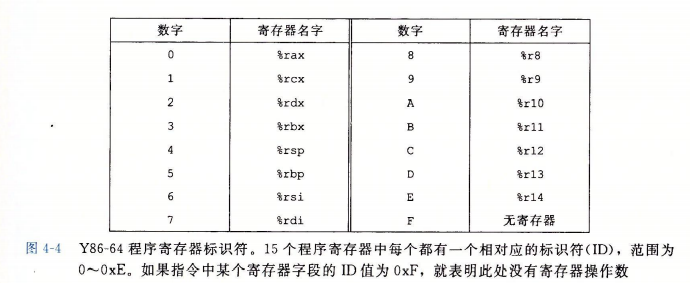 数字 寄存器名字 数字 寄存器名字
0 %rax 8 %r8
1 %rcx 9 %r9
2 %rdx A %r10
3 %rbx B %r11
4 %rsp C %r12
5 %rbp D %r13
6 %rsi E %r14
7 %rdi F 无寄存器
图 4-4 Y86-64 程序寄存器标识符。15 个程序寄存器中每个都有一个相对应的标识符(ID)，范围为
0～0xE。如果指令中某个寄存器字段的 ID 值为 0xF，就表明此处没有寄存器操作数